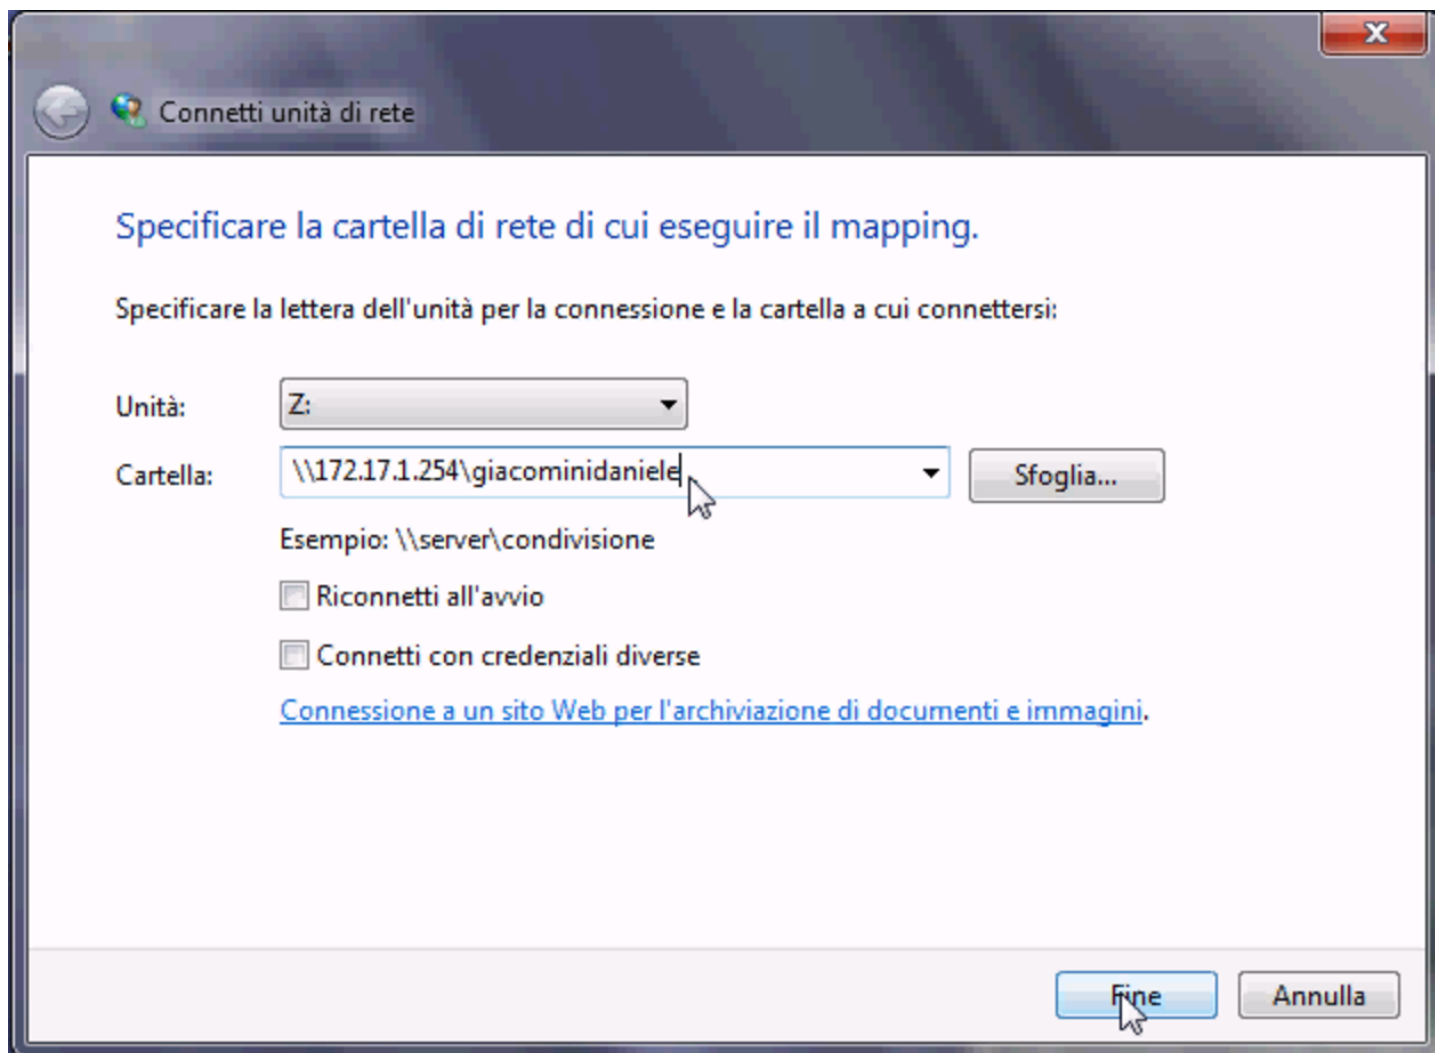 Connetti unità di rete
Specificare la cartella di rete di cui eseguire il mapping.
Specificare la lettera dell'unità per la connessione e la cartella a cui connettersi:
Unità: Z:
Cartella: \\172.17.1.254\giacominidaniele Sfoglia...
Esempio: \\server\condivisione
Riconnetti all'avvio
Connetti con credenziali diverse
Connessione a un sito Web per l'archiviazione di documenti e immagini.
Fine Annulla